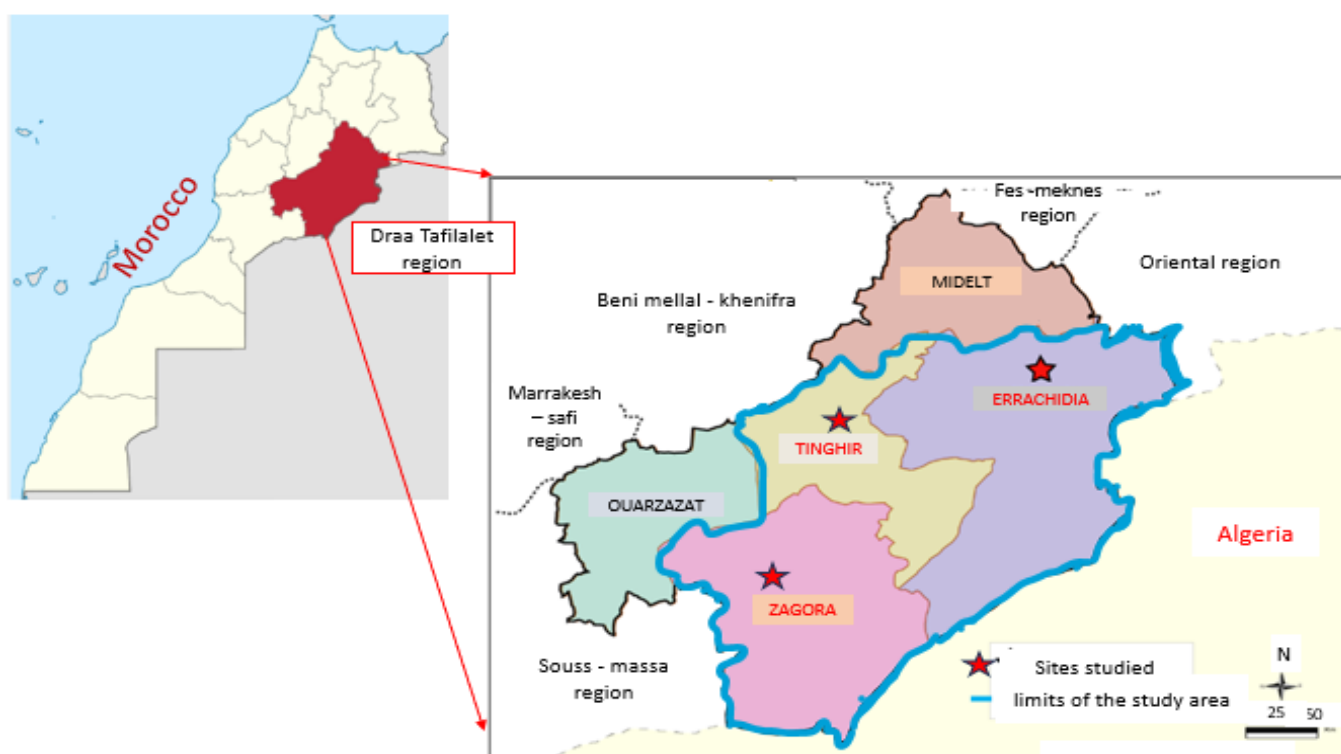 Morocco
Draa Tafilalet
region
Fes -meknes
region
Oriental region
MIDELT
Beni mellal - khenifra
region
ERRACHIDIA
Marrakesh
– safi
region
TINGHIR
OUARZAZAT
Algeria
ZAGORA
Souss - massa
region
Sites studied
limits of the study area
N
25 50